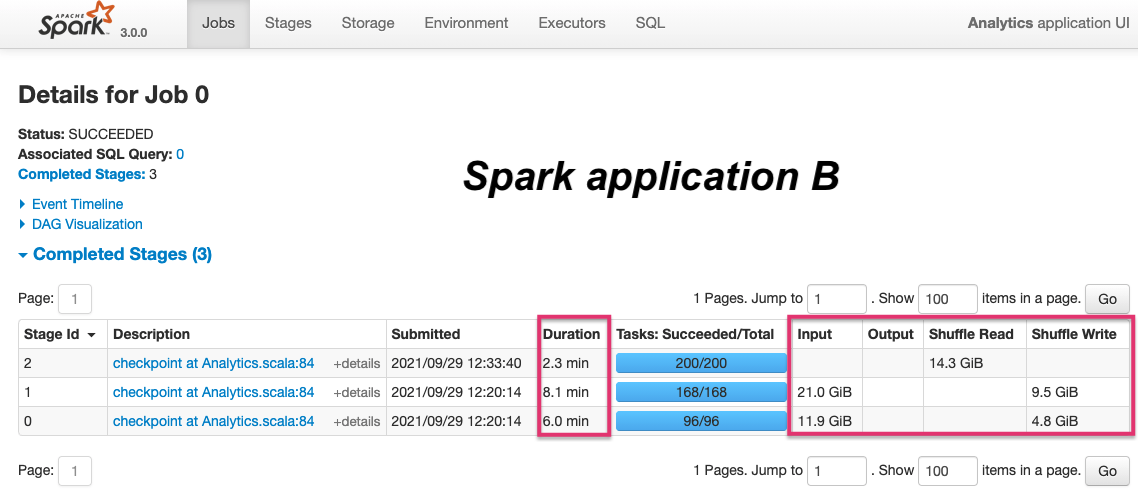 APACHE Spark 3.0.0 Jobs Stages Storage Environment Executors SQL Analytics application UI
Details for Job 0
Status: SUCCEEDED
Associated SQL Query: 0
Completed Stages: 3
Spark application B
Event Timeline
DAG Visualization
Completed Stages (3)
Page: 1 1 Pages. Jump to 1 . Show 100 items in a page. Go
Stage Id Description Submitted Duration Tasks: Succeeded/Total Input Output Shuffle Read Shuffle Write
2 checkpoint at Analytics.scala:84 +details 2021/09/29 12:33:40 2.3 min 200/200 14.3 GiB
1 checkpoint at Analytics.scala:84 +details 2021/09/29 12:20:14 8.1 min 168/168 21.0 GiB 9.5 GiB
0 checkpoint at Analytics.scala:84 +details 2021/09/29 12:20:14 6.0 min 96/96 11.9 GiB 4.8 GiB
Page: 1 1 Pages. Jump to 1 . Show 100 items in a page. Go